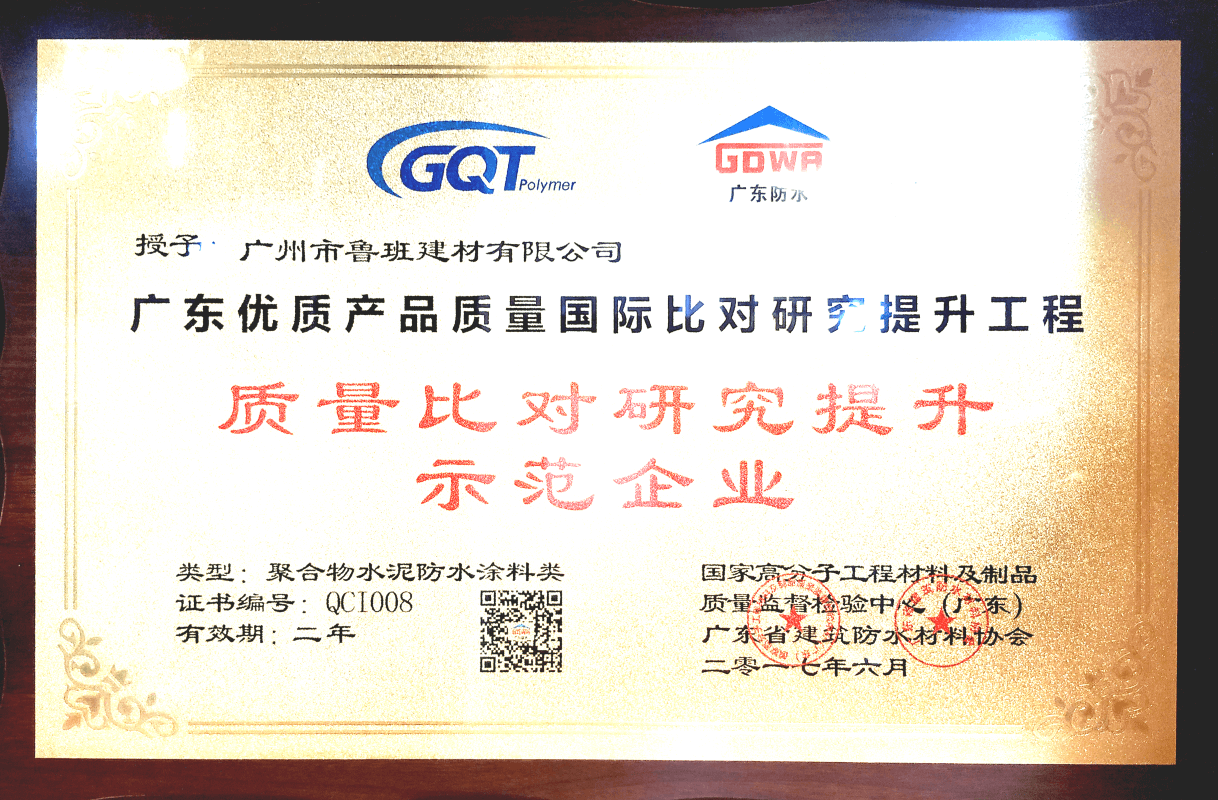 GQT Polymer
GDWA
广东防水
授予: 广州市鲁班建材有限公司
广东优质产品质量国际比对研究提升工程
质量比对研究提升
示范企业
类型：聚合物水泥防水涂料类
证书编号：QCI008
有效期：二年
国家高分子工程材料及制品
质量监督检验中心（广东）
广东省建筑防水材料协会
二零一七年六月